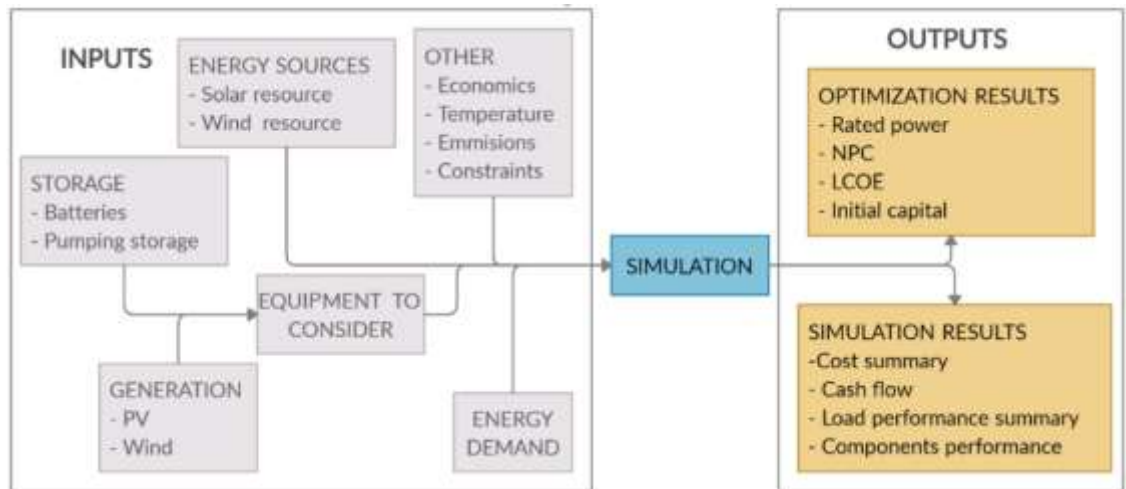 INPUTS
ENERGY SOURCES
- Solar resource
- Wind resource
OTHER
- Economics
- Temperature
- Emmisions
- Constraints
STORAGE
- Batteries
- Pumping storage
EQUIPMENT TO
CONSIDER
GENERATION
- PV
- Wind
ENERGY
DEMAND
SIMULATION
OUTPUTS
OPTIMIZATION RESULTS
- Rated power
- NPC
- LCOE
- Initial capital
SIMULATION RESULTS
-Cost summary
- Cash flow
- Load performance summary
- Components performance